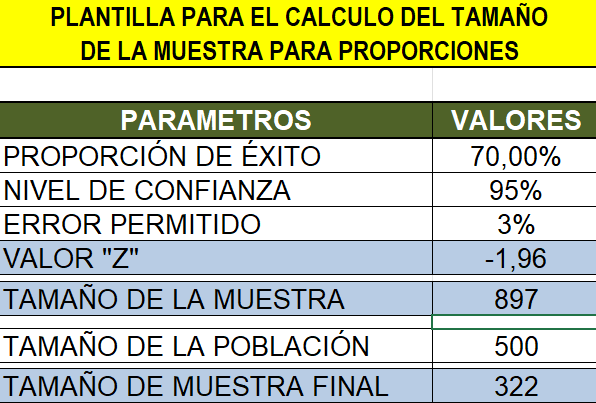 PLANTILLA PARA EL CALCULO DEL TAMAÑO
DE LA MUESTRA PARA PROPORCIONES
PARAMETROS VALORES
PROPORCIÓN DE ÉXITO 70,00%
NIVEL DE CONFIANZA 95%
ERROR PERMITIDO 3%
VALOR "Z" -1,96
TAMAÑO DE LA MUESTRA 897
TAMAÑO DE LA POBLACIÓN 500
TAMAÑO DE MUESTRA FINAL 322